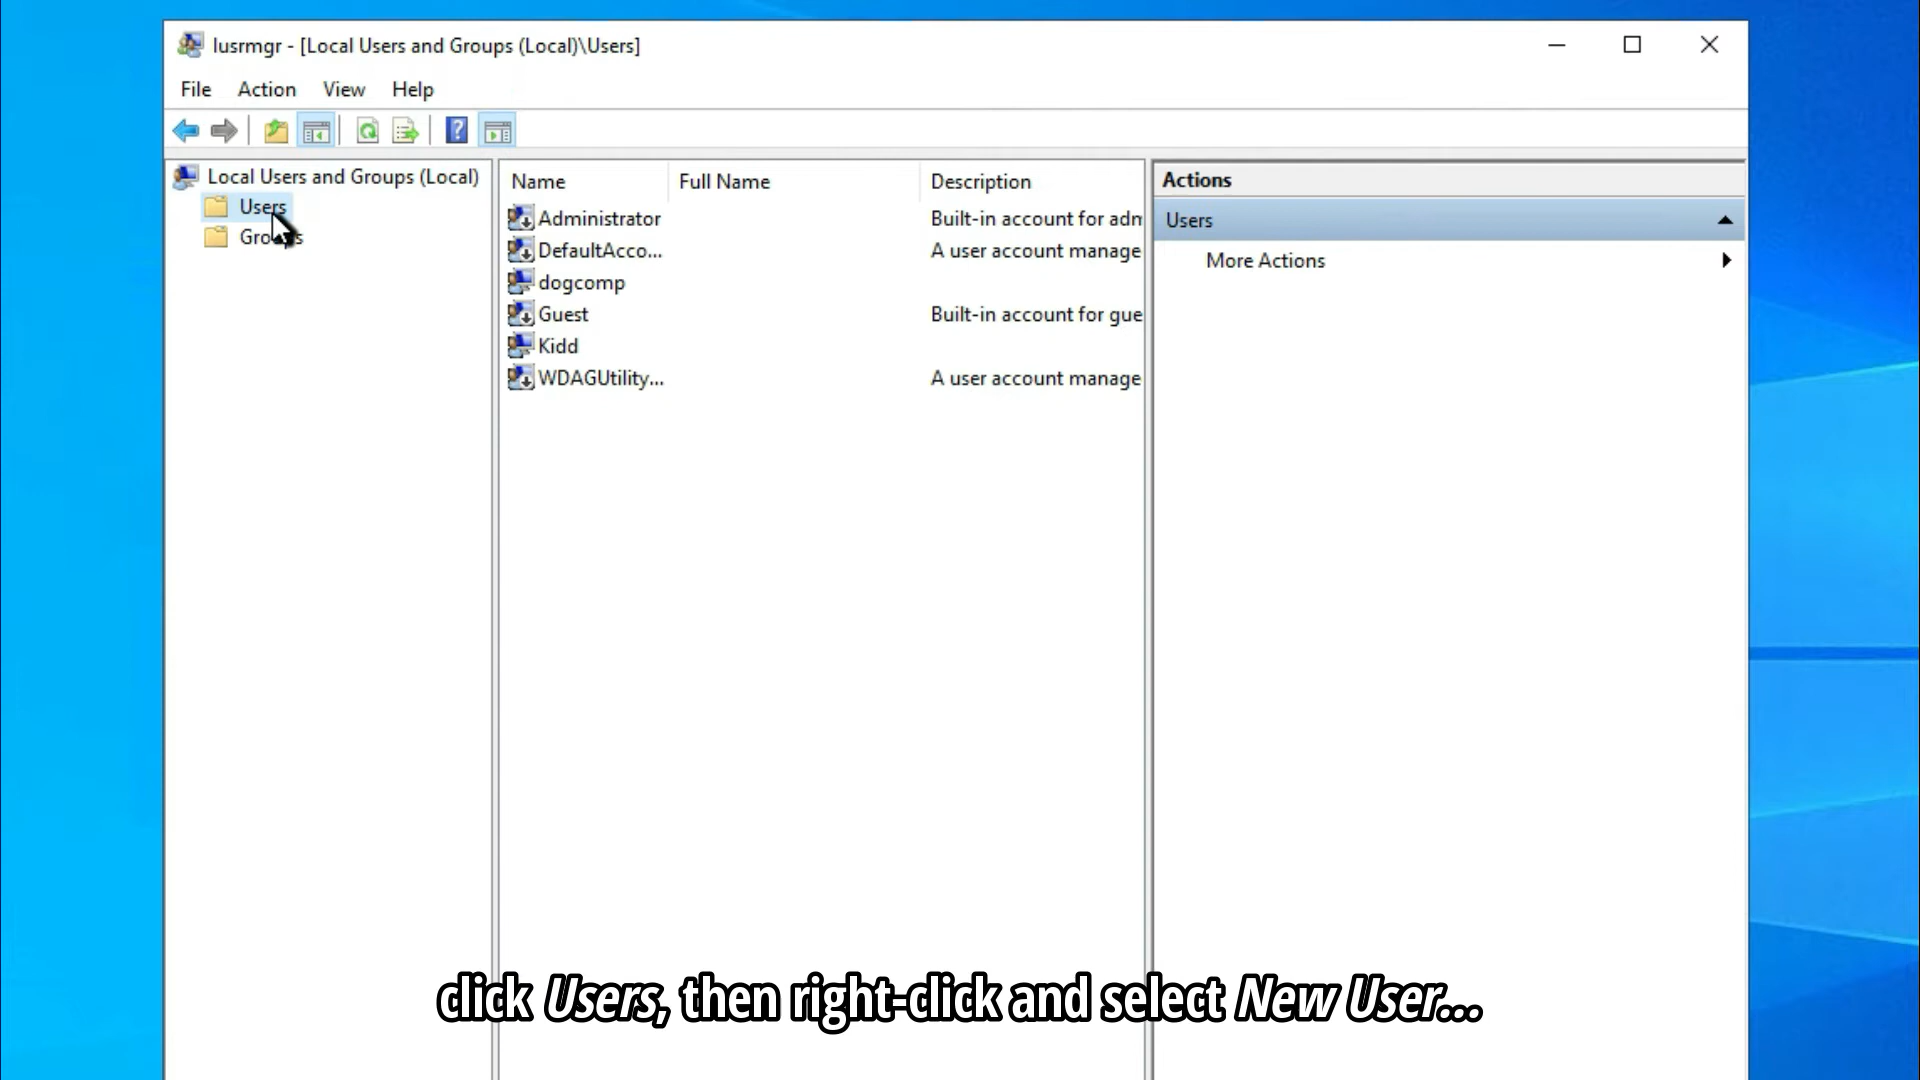 lusrmgr - [Local Users and Groups (Local)\Users]
File Action View Help
Local Users and Groups (Local)
Users
Groups
Name Full Name Description
Administrator Built-in account for adm
DefaultAcco... A user account manage
dogcomp
Guest Built-in account for gue
Kidd
WDAGUtility... A user account manage
Actions
Users
More Actions
click Users, then right-click and select New User...